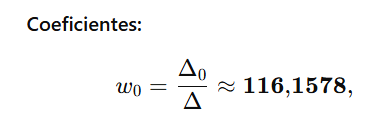 Coeficientes:
w₀ = Δ₀/Δ ≈ 116,1578,